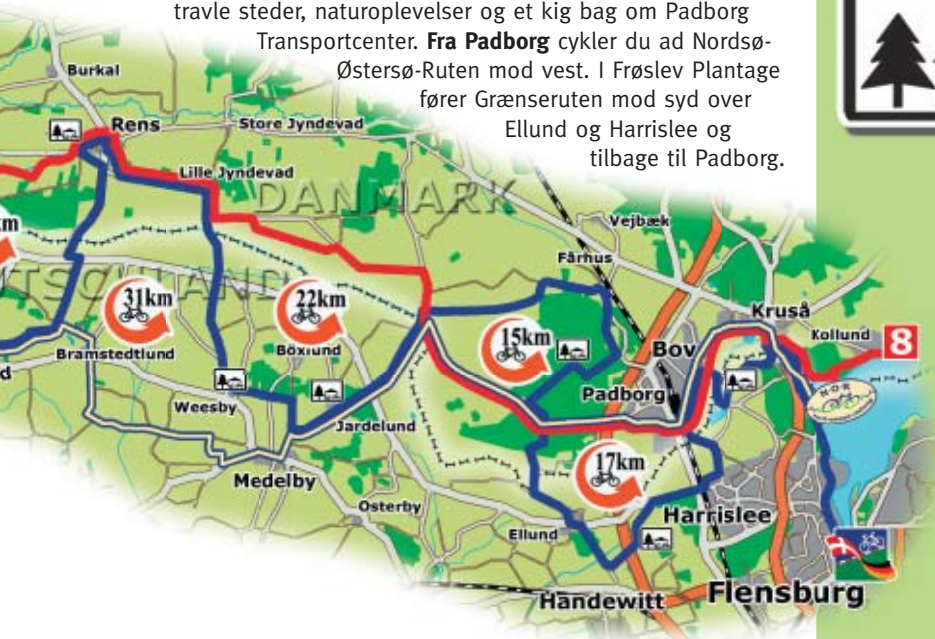 travle steder, naturoplevelser og et kig bag om Padborg
Transportcenter. Fra Padborg cykler du ad Nordsø-
Østersø-Ruten mod vest. I Frøslev Plantage
fører Grænseruten mod syd over
Ellund og Harrislee og
tilbage til Padborg.
Burkal
Rens
Store Jyndevad
Lille Jyndevad
DANMARK
Vejbæk
km
Fårhus
31km
22km
Kruså
Bramstedtlund
Böxlund
15km
Bov
Kollund
8
Weesby
Padborg
Jardelund
Medelby
17km
Osterby
Harrislee
Ellund
Handewitt
Flensburg